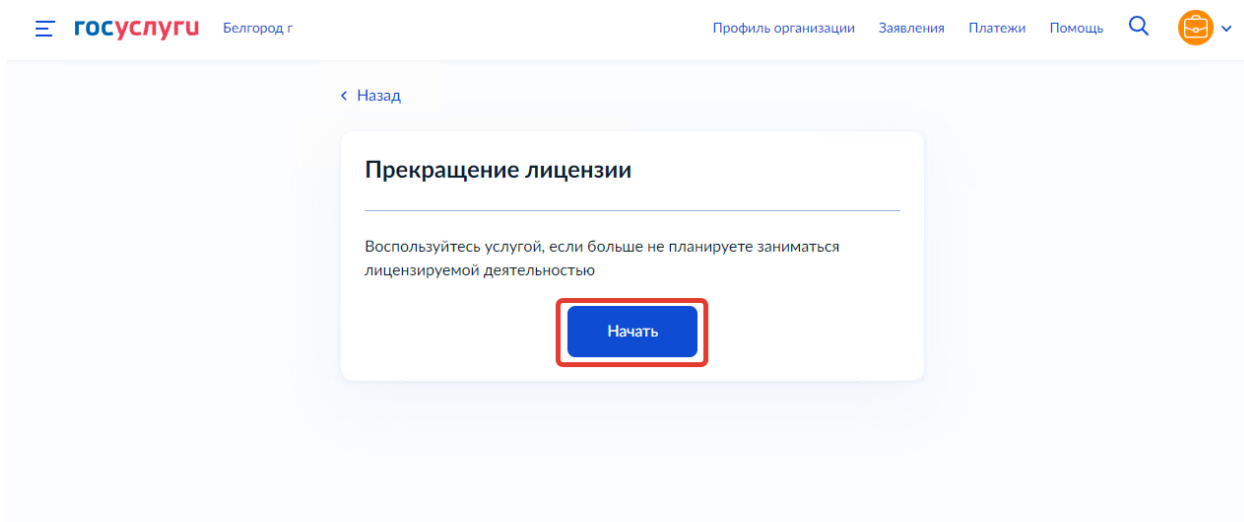 госуслуги Белгород г Профиль организации Заявления Платежи Помощь
Назад
Прекращение лицензии
Воспользуйтесь услугой, если больше не планируете заниматься
лицензируемой деятельностью
Начать